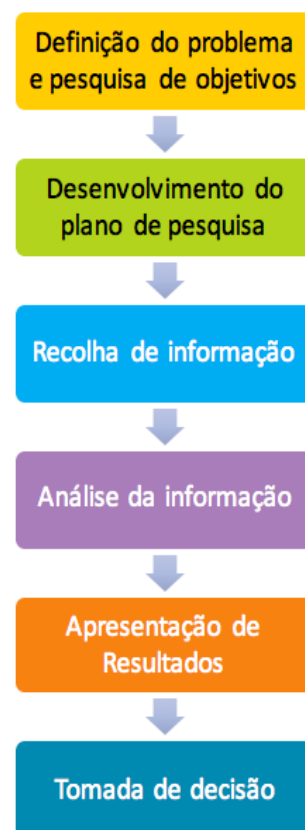 Definição do problema
e pesquisa de objetivos
Desenvolvimento do
plano de pesquisa
Recolha de informação
Análise da informação
Apresentação de
Resultados
Tomada de decisão